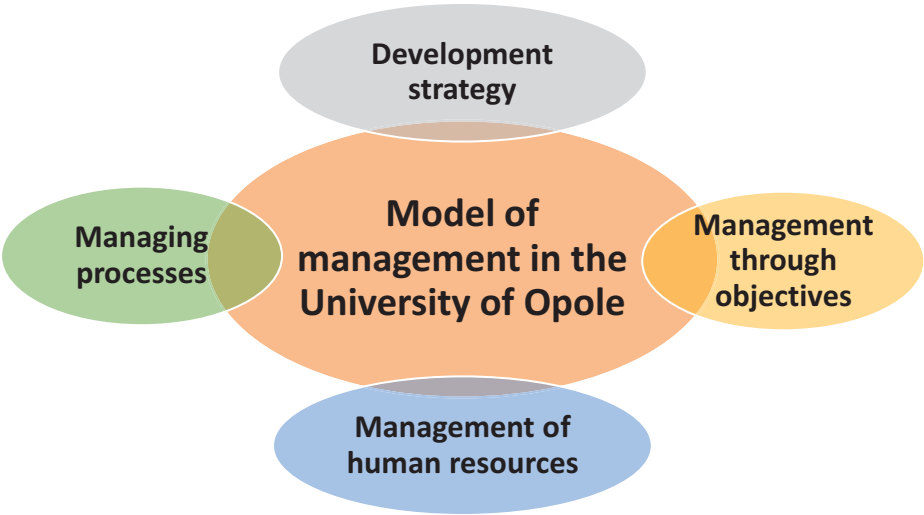 Development
strategy
Managing
processes
Model of
management in the
University of Opole
Management
through
objectives
Management of
human resources